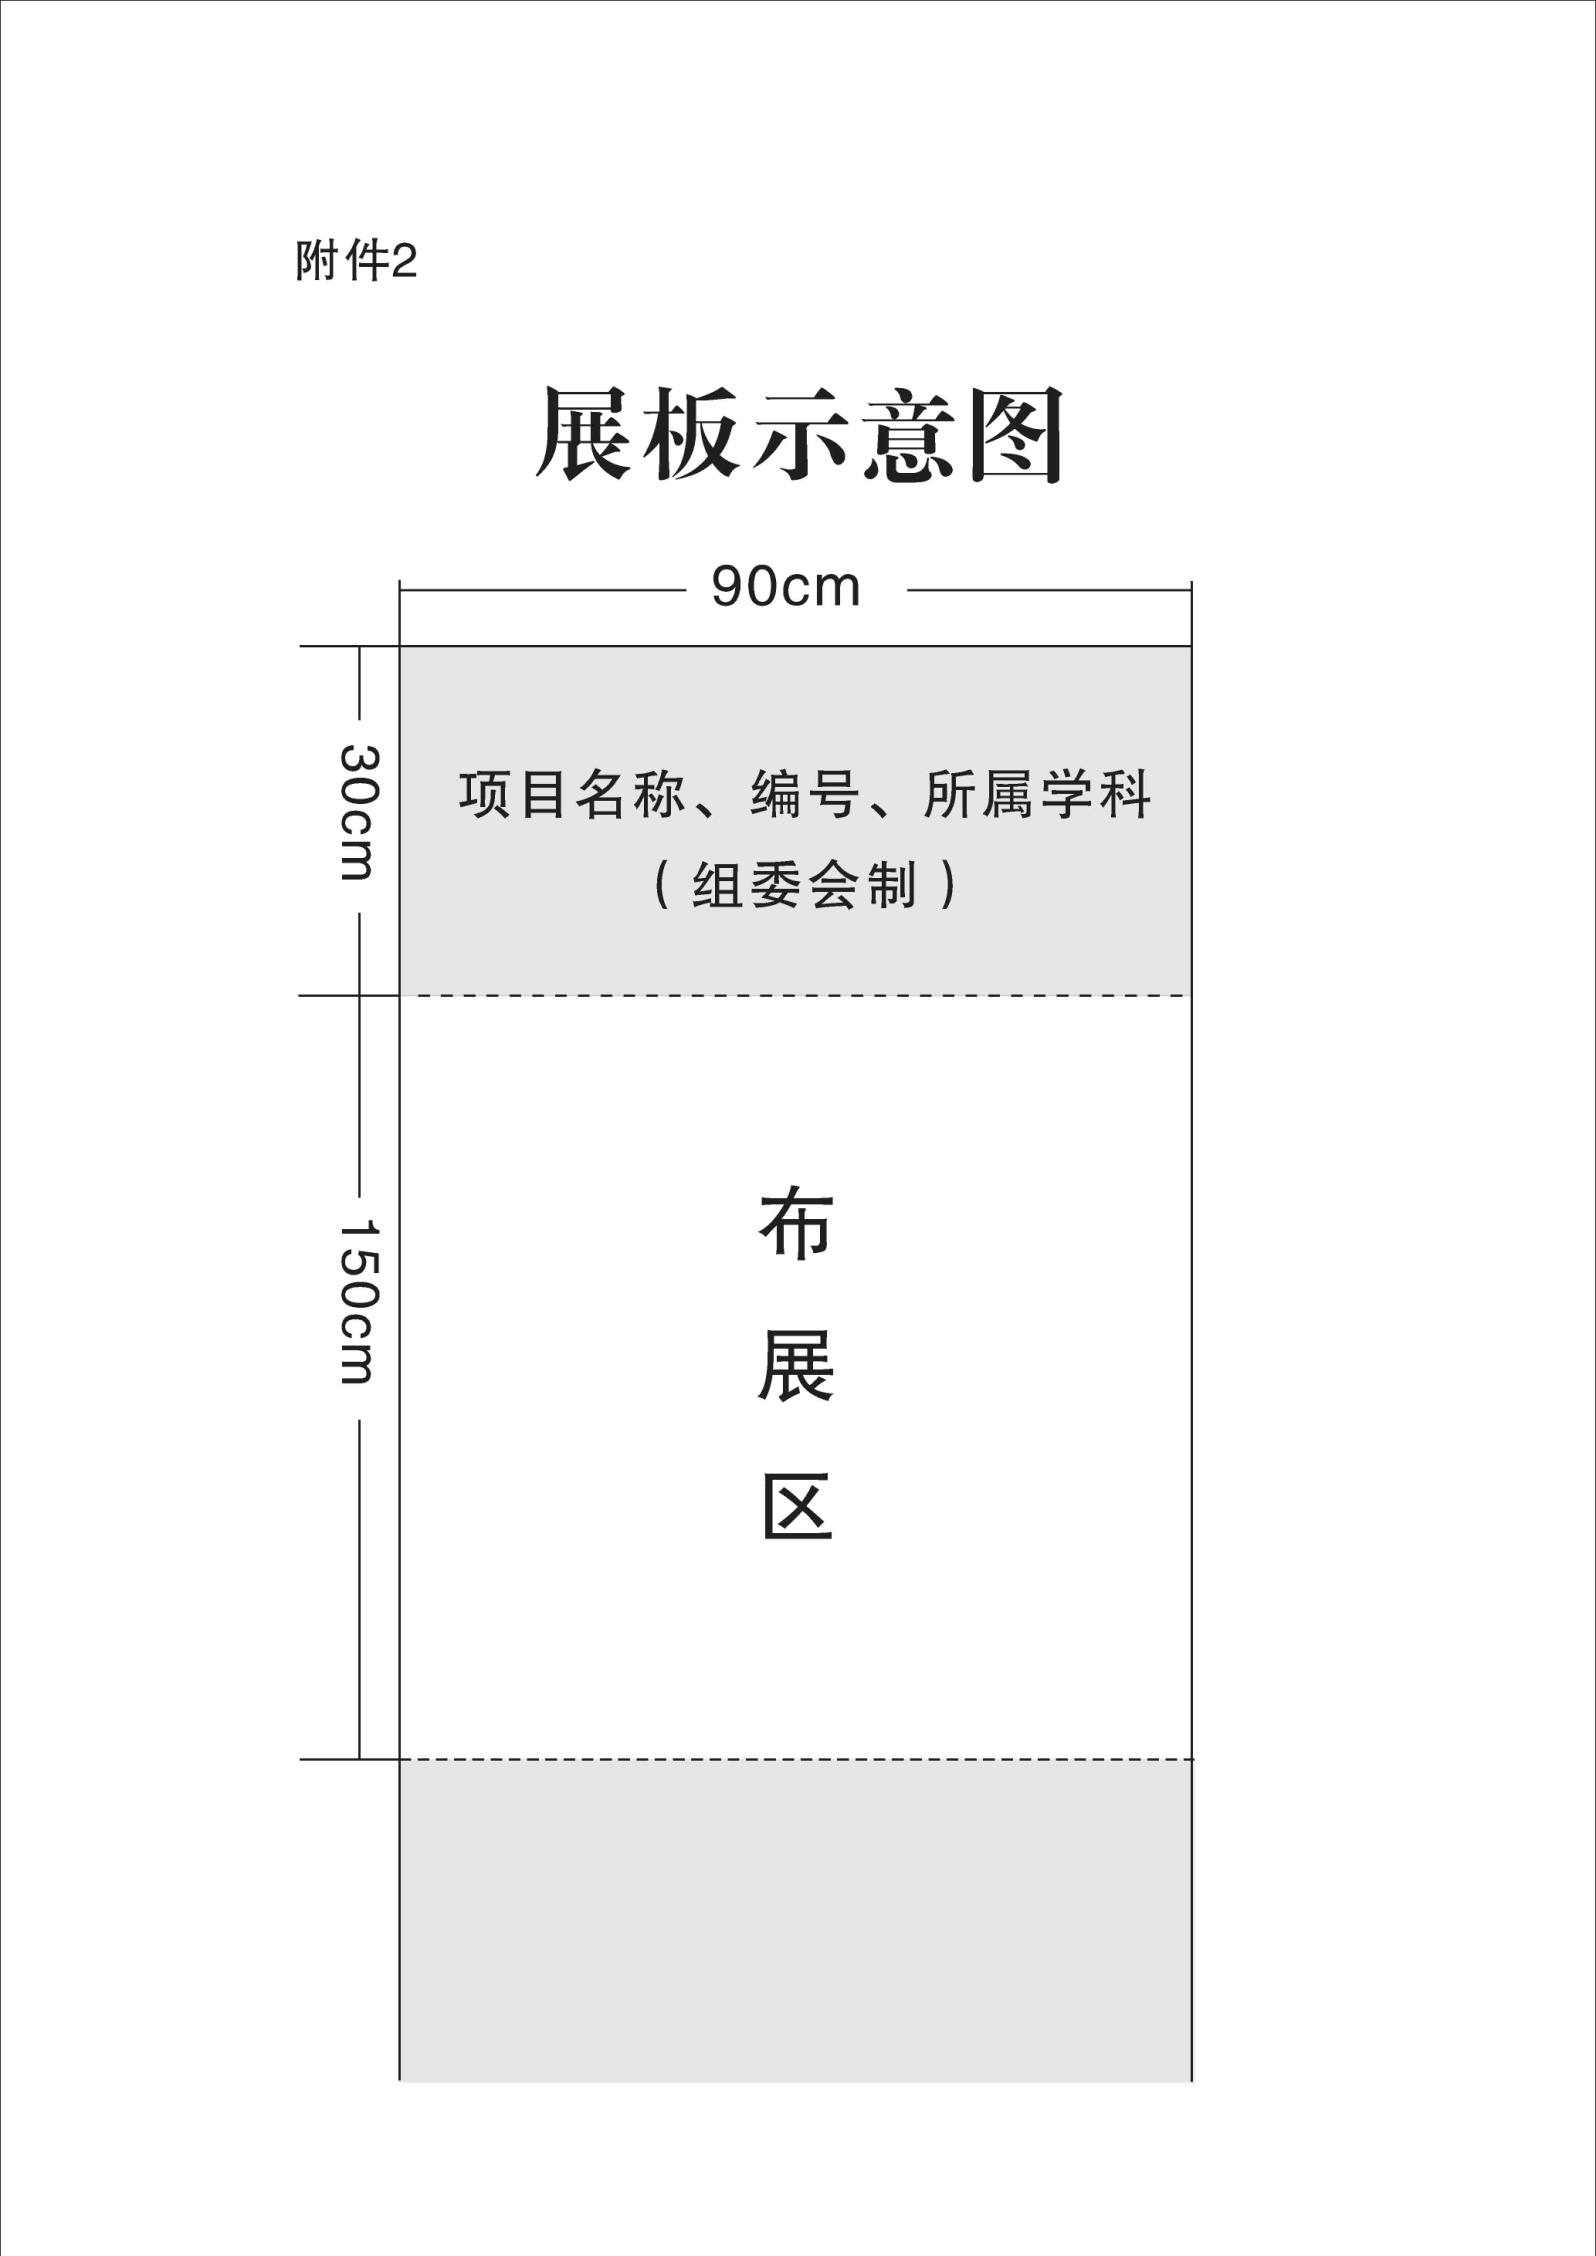 附件2
展板示意图
90cm
30cm
项目名称、编号、所属学科
（组委会制）
150cm
布
展
区